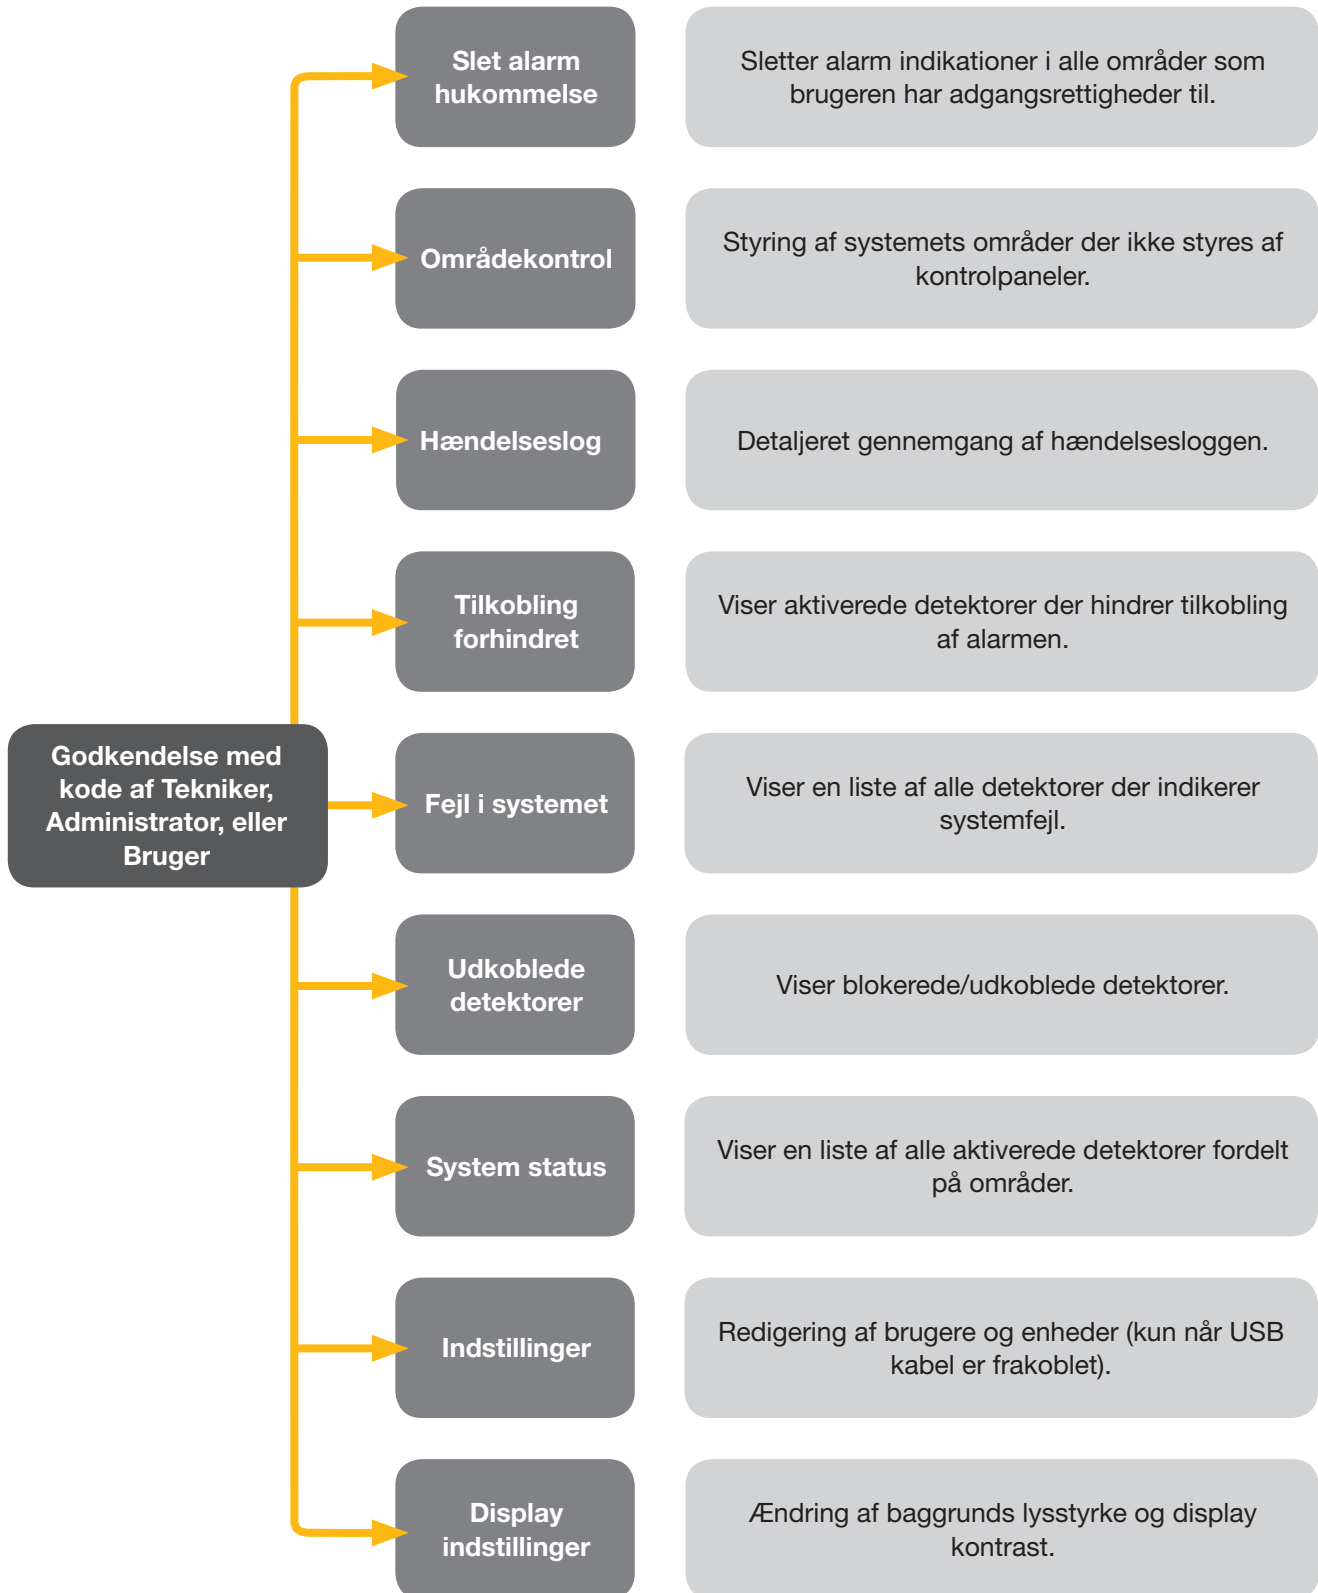 Slet alarm
hukommelse
Sletter alarm indikationer i alle områder som
brugeren har adgangsrettigheder til.
Områdekontrol
Styring af systemets områder der ikke styres af
kontrolpaneler.
Hændelseslog
Detaljeret gennemgang af hændelsesloggen.
Tilkobling
forhindret
Viser aktiverede detektorer der hindrer tilkobling
af alarmen.
Godkendelse med
kode af Tekniker,
Administrator, eller
Bruger
Fejl i systemet
Viser en liste af alle detektorer der indikerer
systemfejl.
Udkoblede
detektorer
Viser blokerede/udkoblede detektorer.
System status
Viser en liste af alle aktiverede detektorer fordelt
på områder.
Indstillinger
Redigering af brugere og enheder (kun når USB
kabel er frakoblet).
Display
indstillinger
Ændring af baggrunds lysstyrke og display
kontrast.